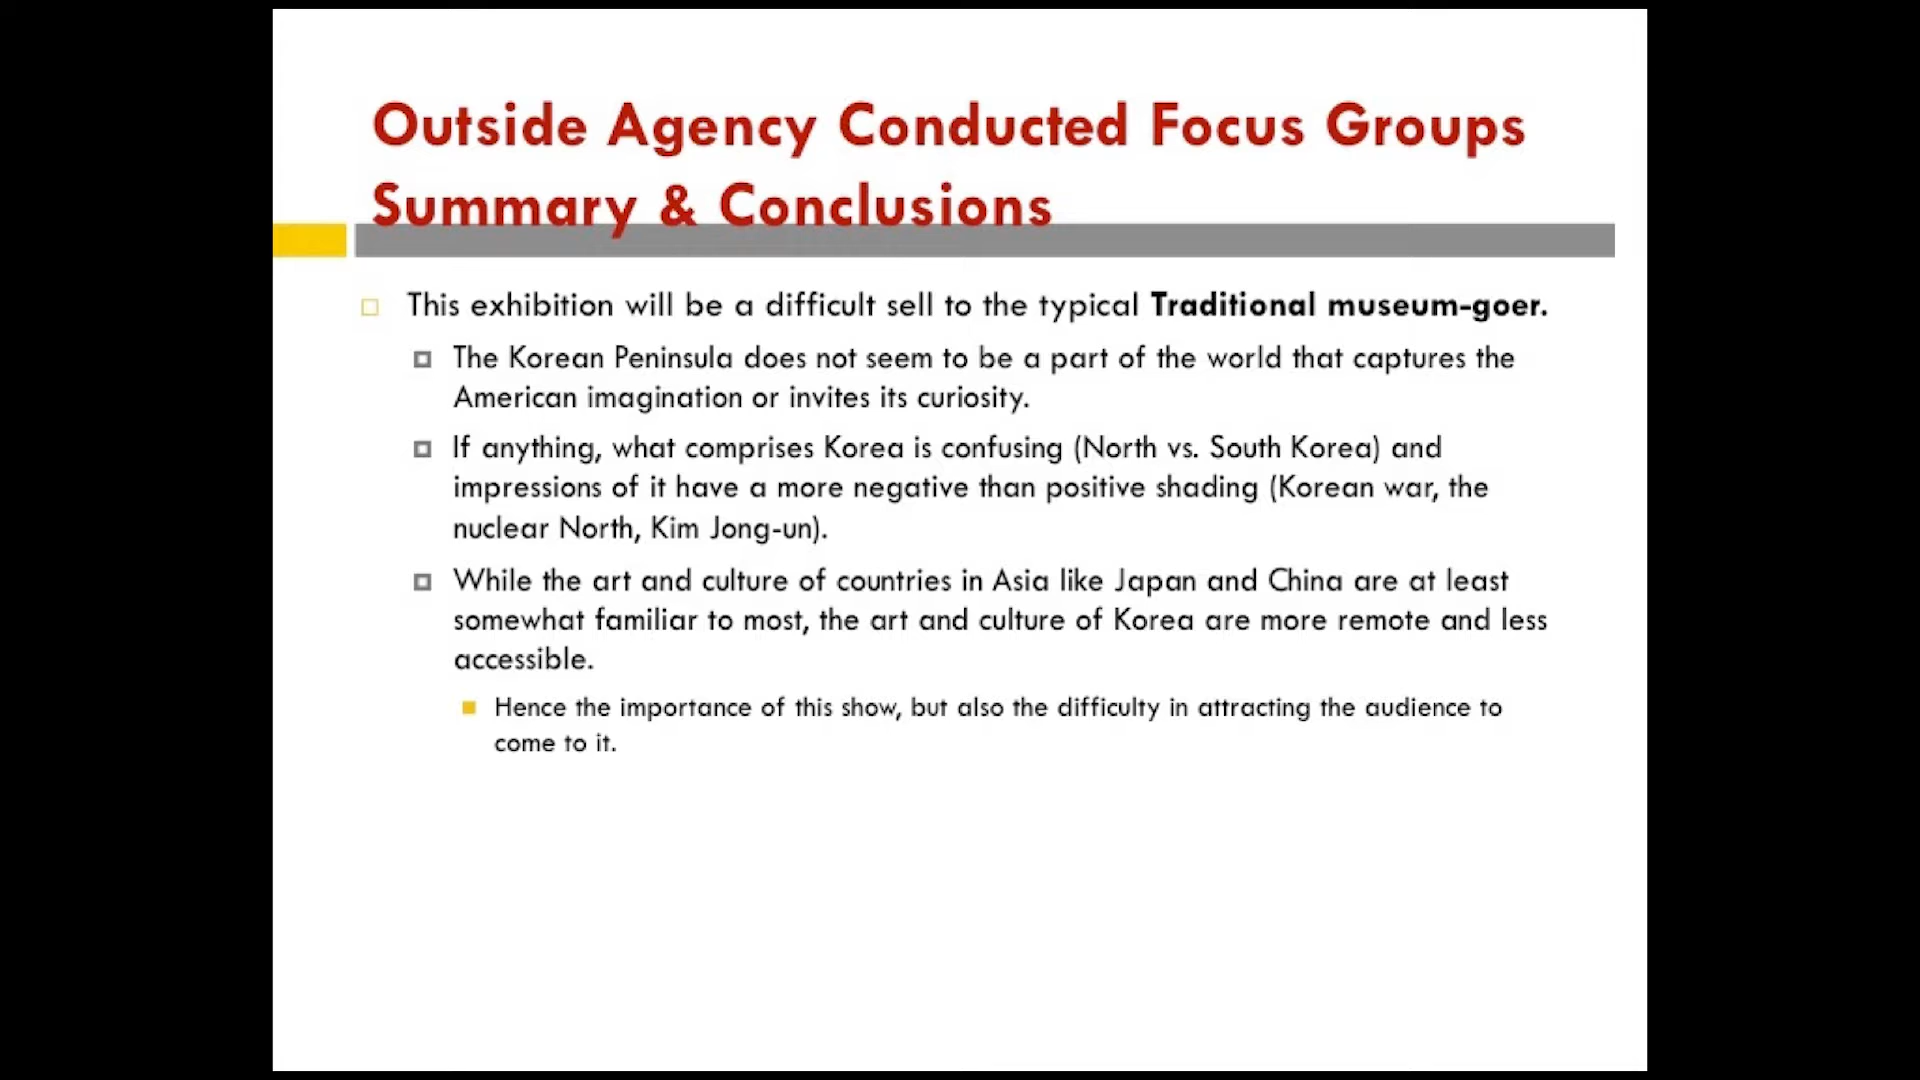 Outside Agency Conducted Focus Groups
Summary & Conclusions
This exhibition will be a difficult sell to the typical Traditional museum-goer.
The Korean Peninsula does not seem to be a part of the world that captures the
American imagination or invites its curiosity.
If anything, what comprises Korea is confusing (North vs. South Korea) and
impressions of it have a more negative than positive shading (Korean war, the
nuclear North, Kim Jong-un).
While the art and culture of countries in Asia like Japan and China are at least
somewhat familiar to most, the art and culture of Korea are more remote and less
accessible.
Hence the importance of this show, but also the difficulty in attracting the audience to
come to it.